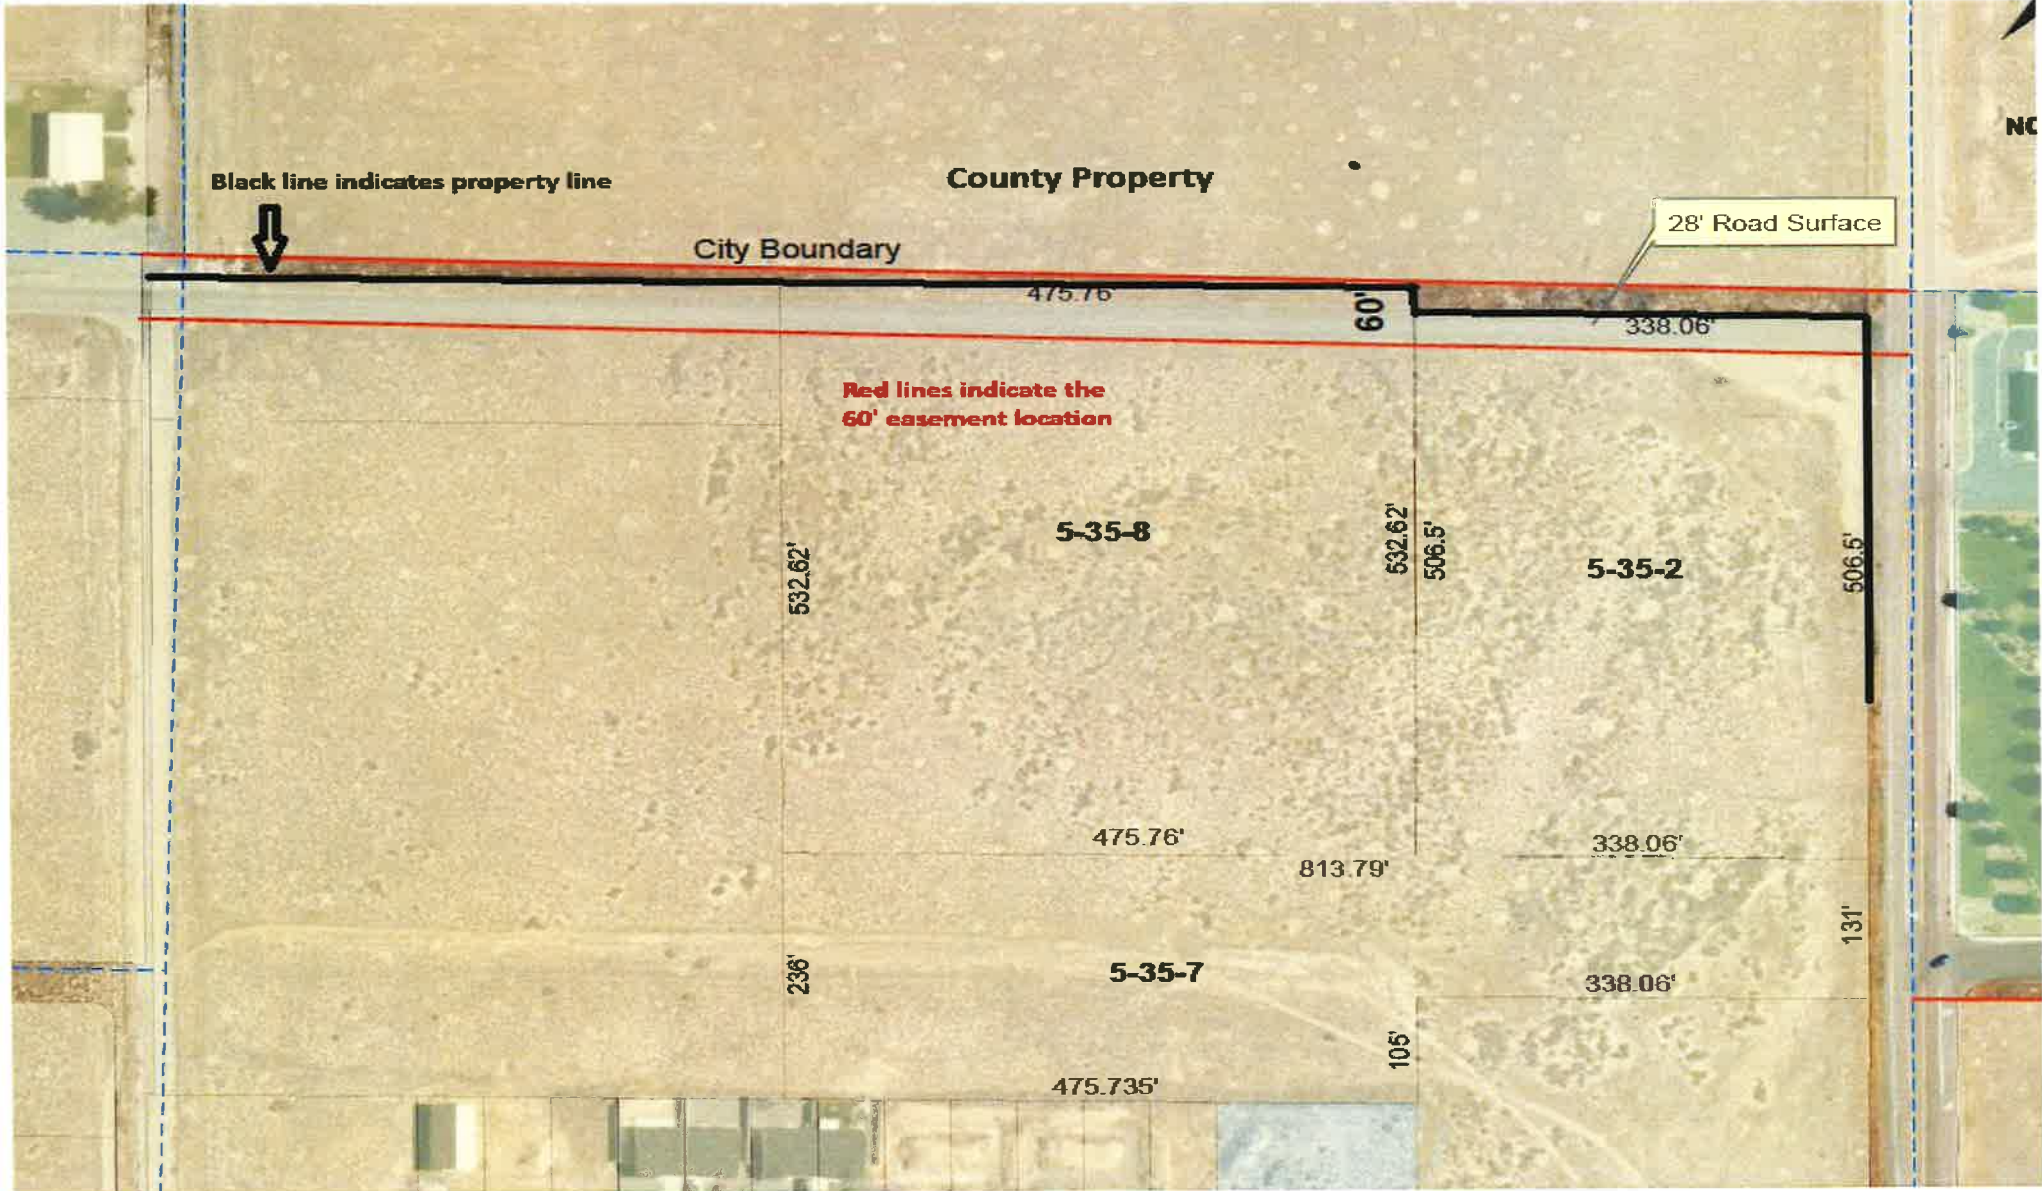 NO
Black line indicates property line
County Property
28' Road Surface
City Boundary
475.76'
60'
338.06'
Red lines indicate the
60' easement location
5-35-8
532.62'
532.62'
506.5'
5-35-2
506.5'
475.76'
338.06'
813.79'
131'
236'
5-35-7
338.06'
105'
475.735'